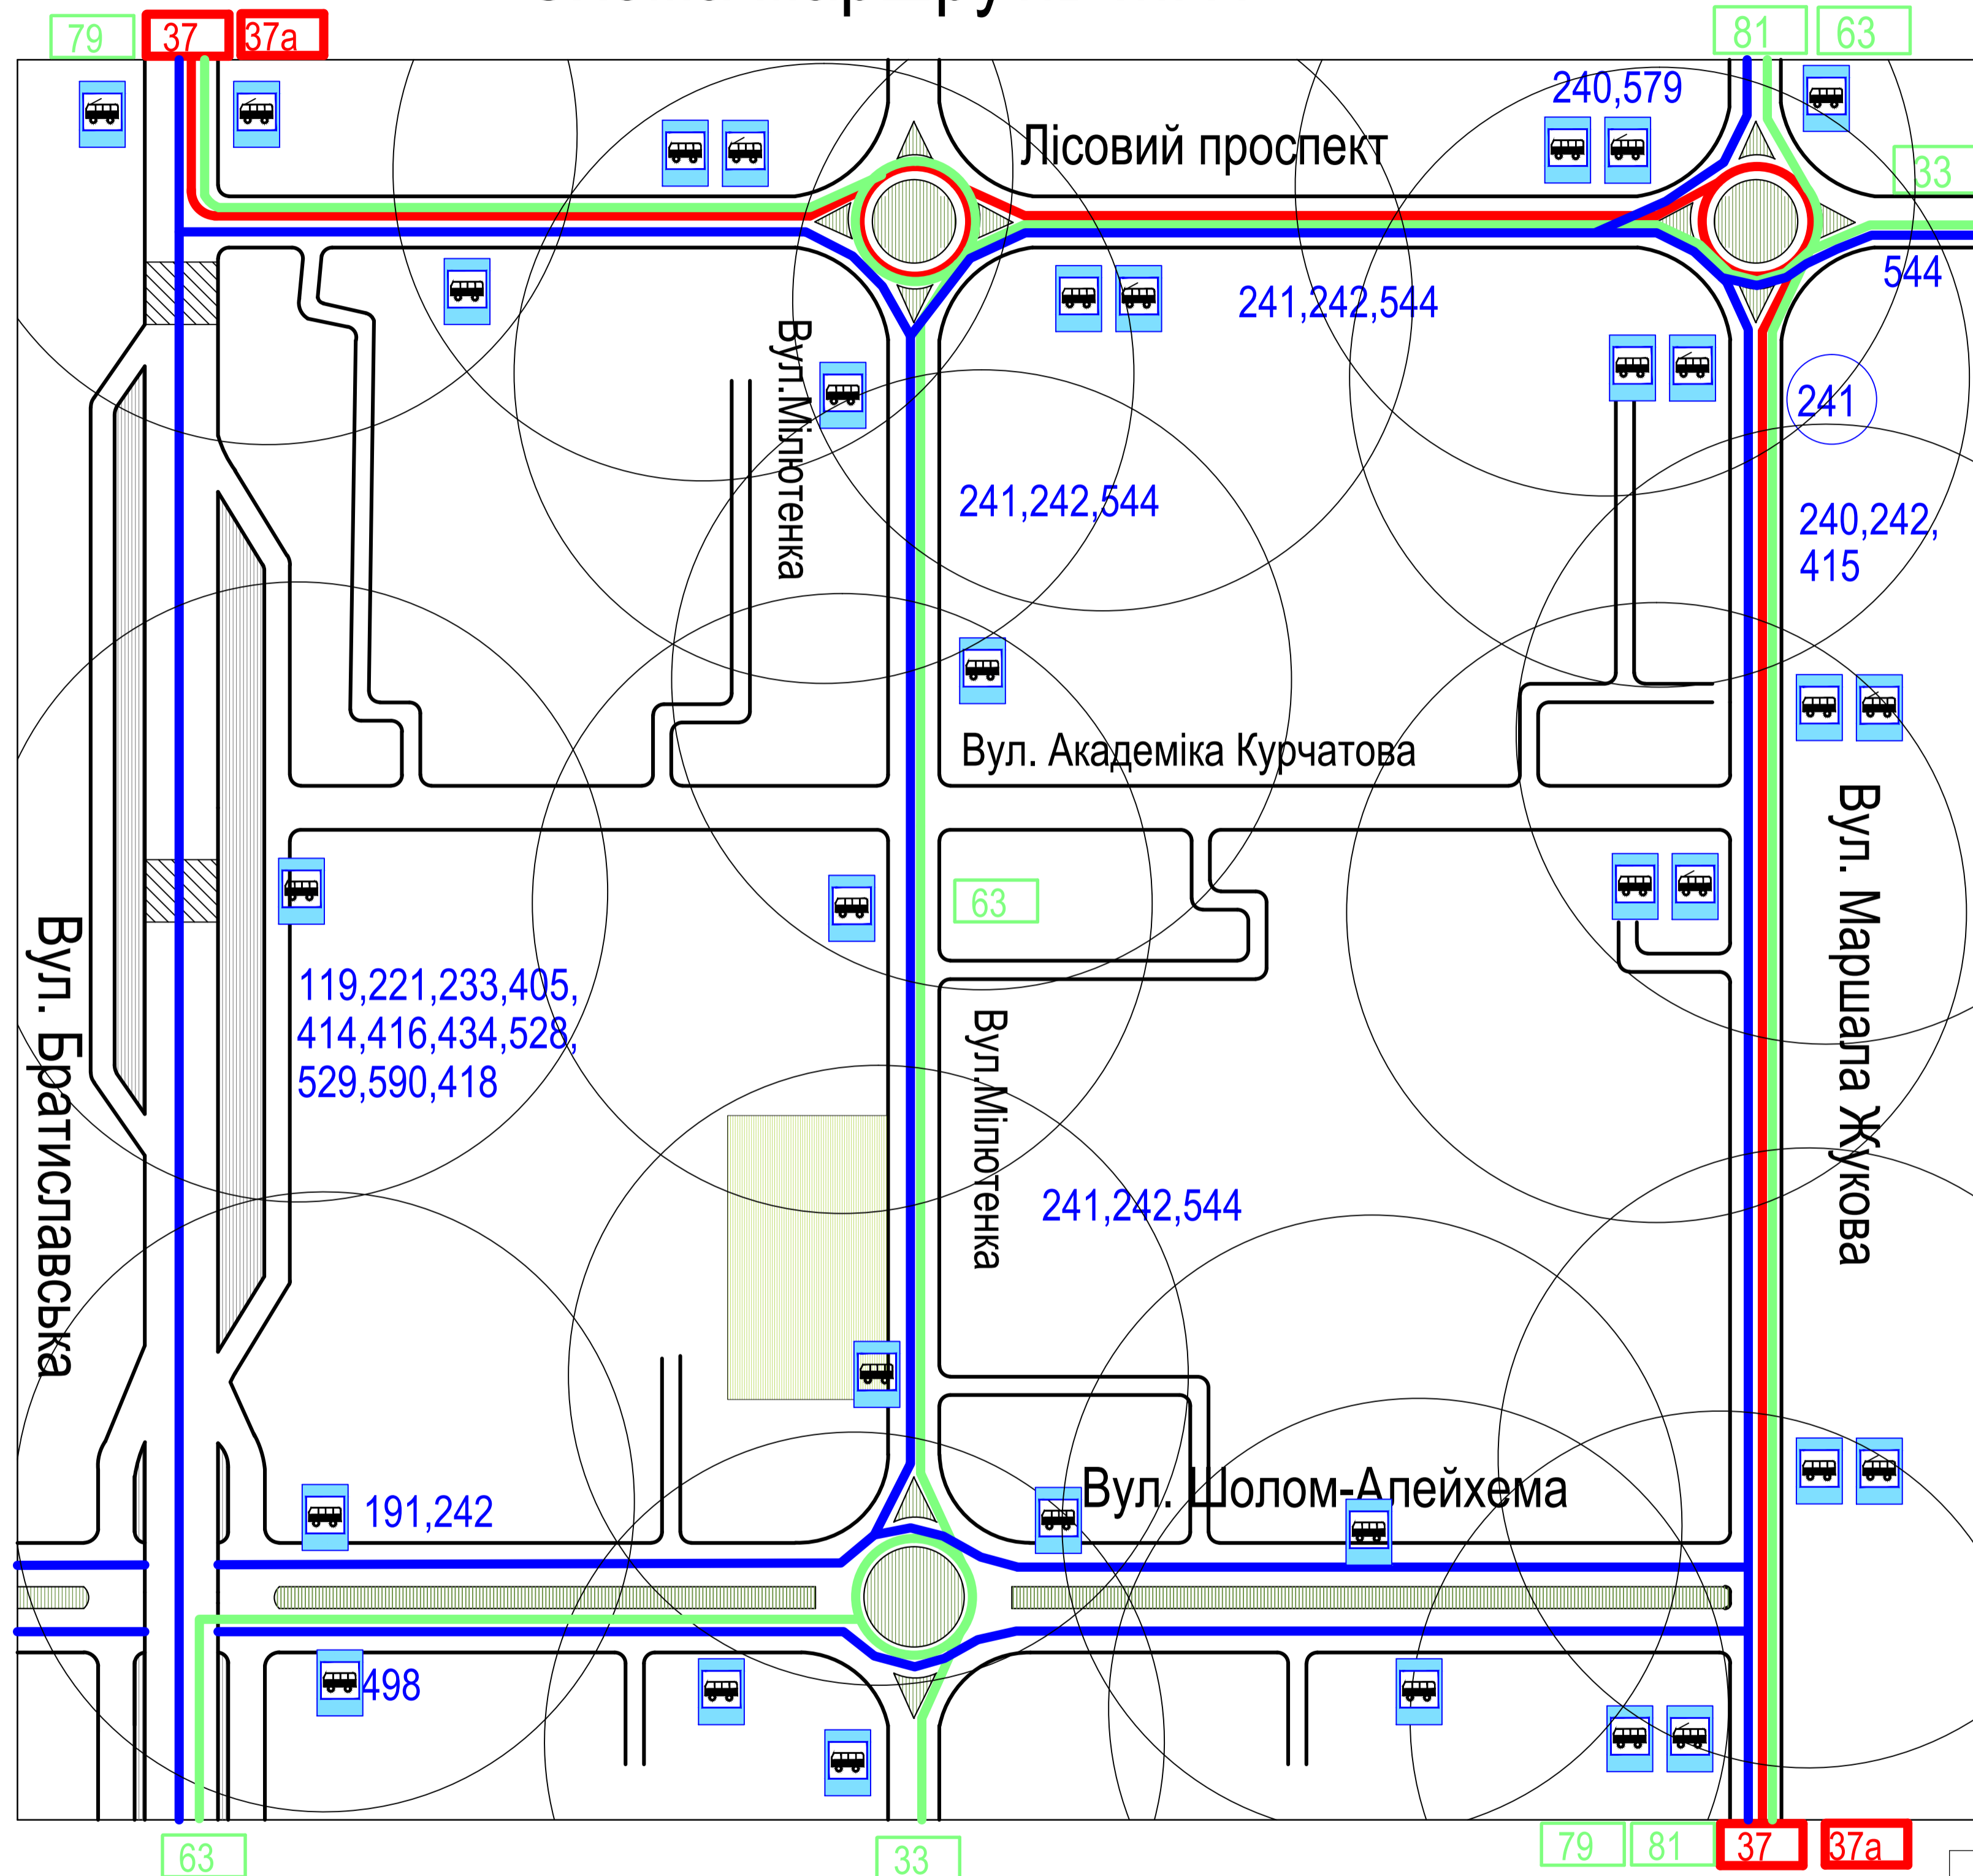 79
37
37а
81
63
240,579
Лісовий проспект
33
544
241,242,544
Вул.Мілютенка
241
241,242,544
240,242,
415
Вул. Академіка Курчатова
Вул. Маршала Жукова
63
Вул. Братиславська
119,221,233,405,
414,416,434,528,
529,590,418
Вул.Мілютенка
241,242,544
Вул. Шолом-Алейхема
191,242
498
63
33
79
81
37
37а